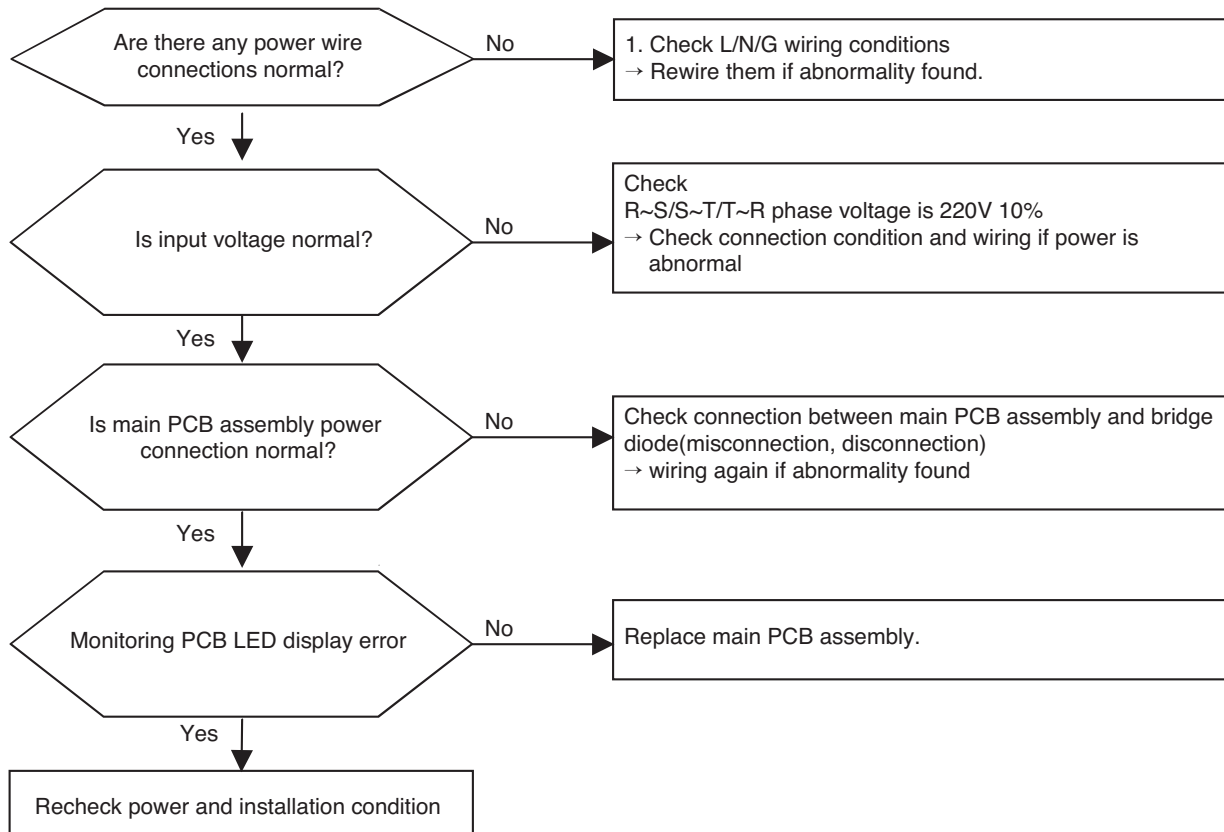 Are there any power wire
connections normal?
No
1. Check L/N/G wiring conditions
→ Rewire them if abnormality found.
Yes
Is input voltage normal?
No
Check
R~S/S~T/T~R phase voltage is 220V 10%
→ Check connection condition and wiring if power is
abnormal
Yes
Is main PCB assembly power
connection normal?
No
Check connection between main PCB assembly and bridge
diode(misconnection, disconnection)
→ wiring again if abnormality found
Yes
Monitoring PCB LED display error
No
Replace main PCB assembly.
Yes
Recheck power and installation condition